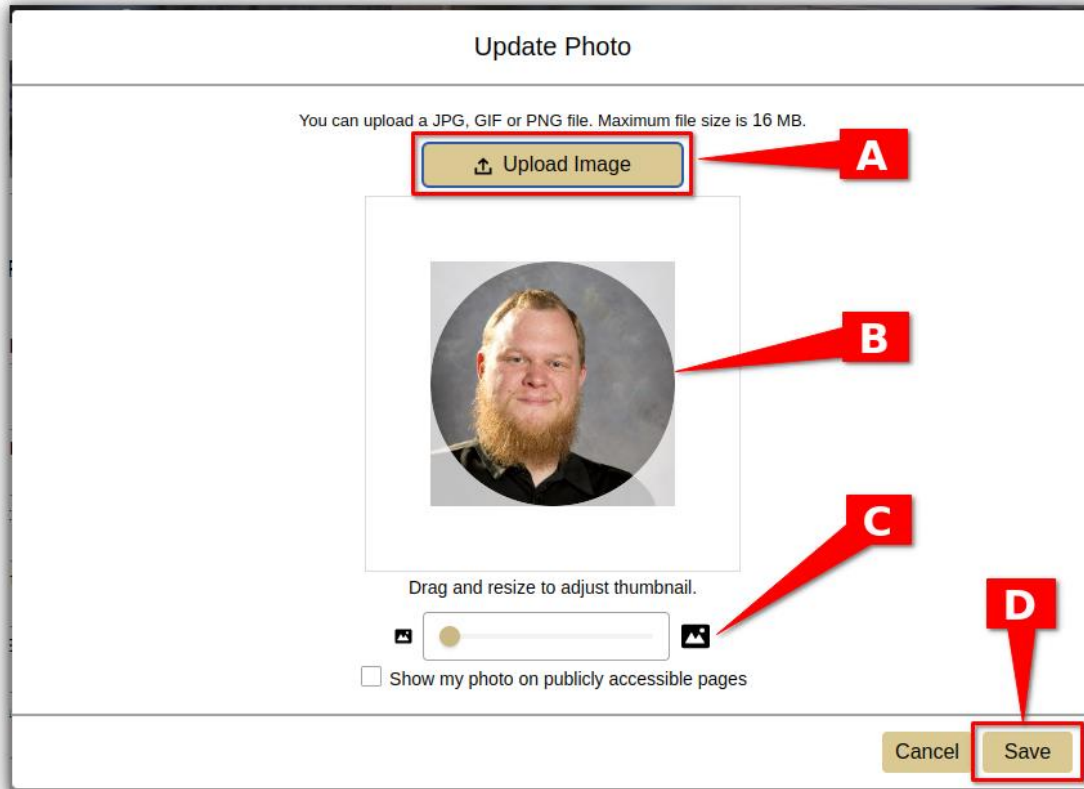 Update Photo
You can upload a JPG, GIF or PNG file. Maximum file size is 16 MB.
Upload Image
A
B
C
Drag and resize to adjust thumbnail.
D
Show my photo on publicly accessible pages
Cancel
Save